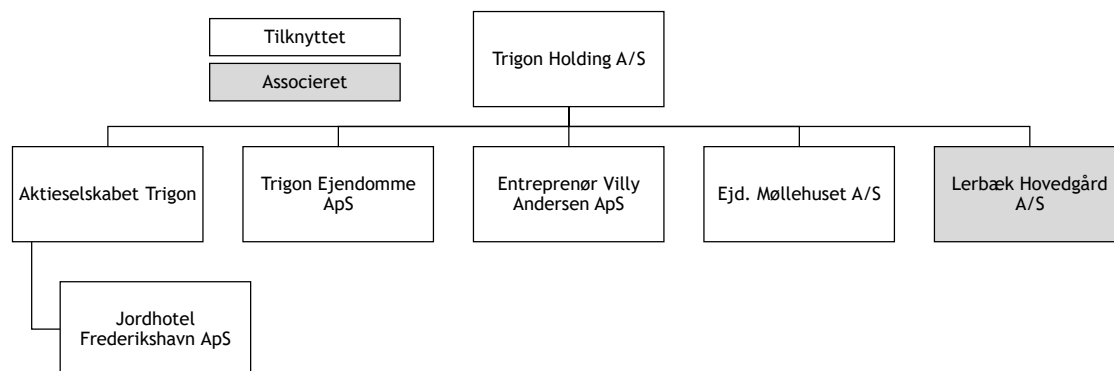 Tilknyttet
Associeret
Trigon Holding A/S
Aktieselskabet Trigon
Trigon Ejendomme
ApS
Entreprenør Villy
Andersen ApS
Ejd. Møllehuset A/S
Lerbæk Hovedgård
A/S
Jordhotel
Frederikshavn ApS